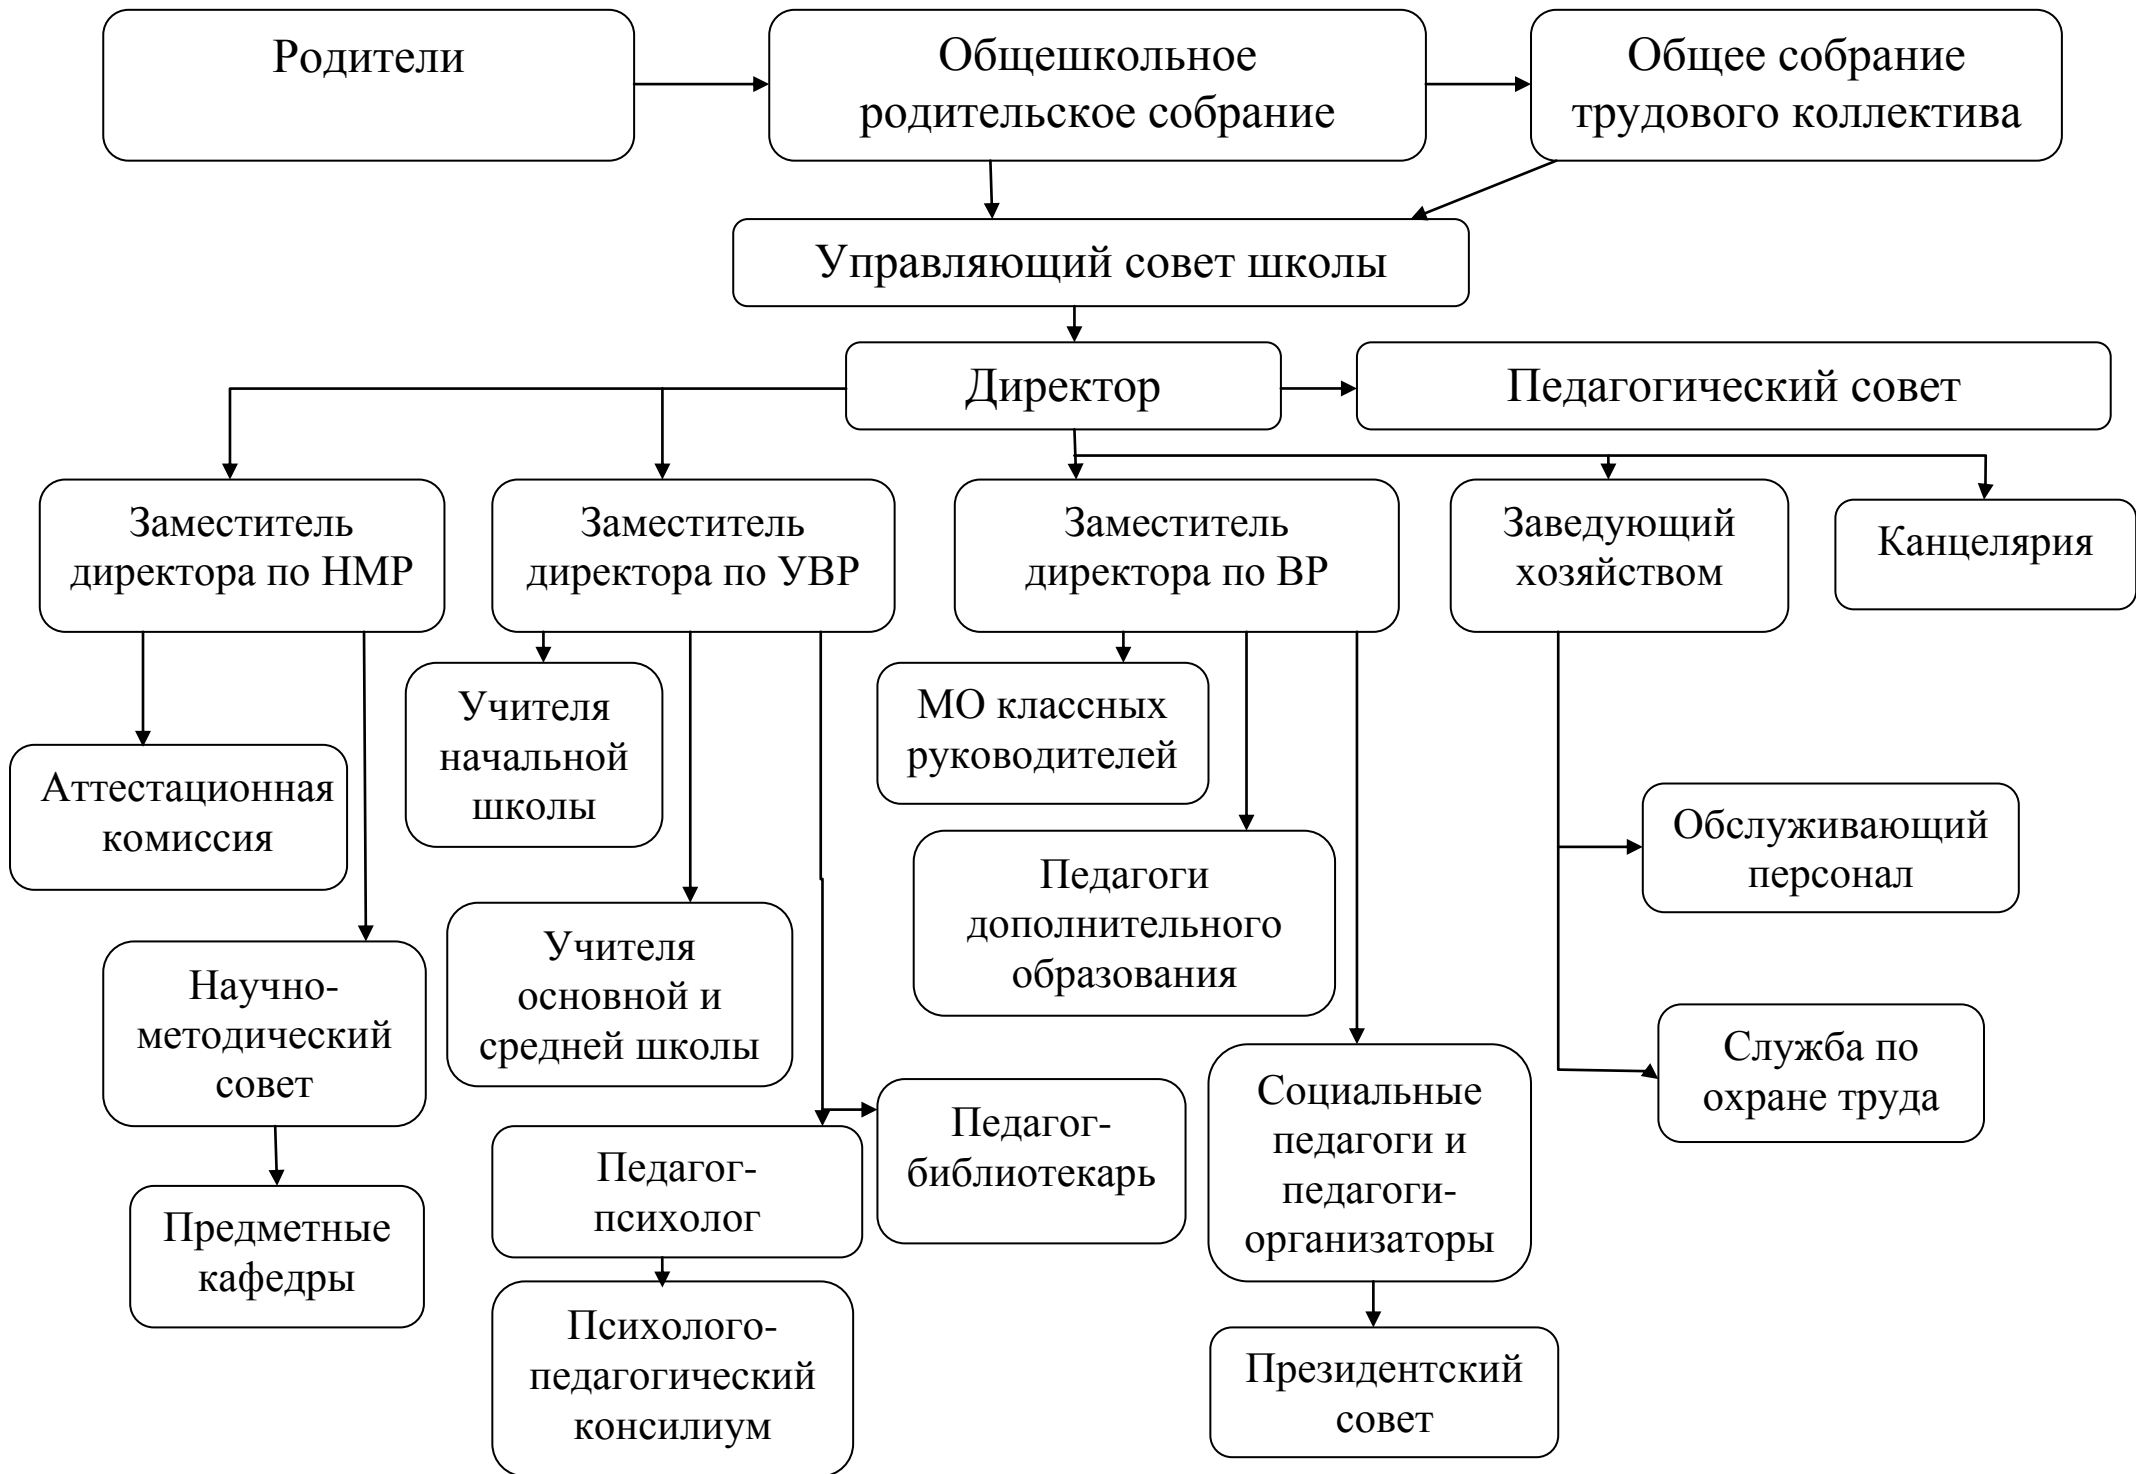 Родители
Общешкольное
родительское собрание
Общее собрание
трудового коллектива
Управляющий совет школы
Директор
Педагогический совет
Заместитель
директора по НМР
Заместитель
директора по УВР
Заместитель
директора по ВР
Заведующий
хозяйством
Канцелярия
Аттестационная
комиссия
Учителя
начальной
школы
МО классных
руководителей
Обслуживающий
персонал
Педагоги
дополнительного
образования
Научно-
методический
совет
Учителя
основной и
средней школы
Служба по
охране труда
Социальные
педагоги и
педагоги-
организаторы
Педагог-
библиотекарь
Педагог-
психолог
Предметные
кафедры
Психолого-
педагогический
консилиум
Президентский
совет